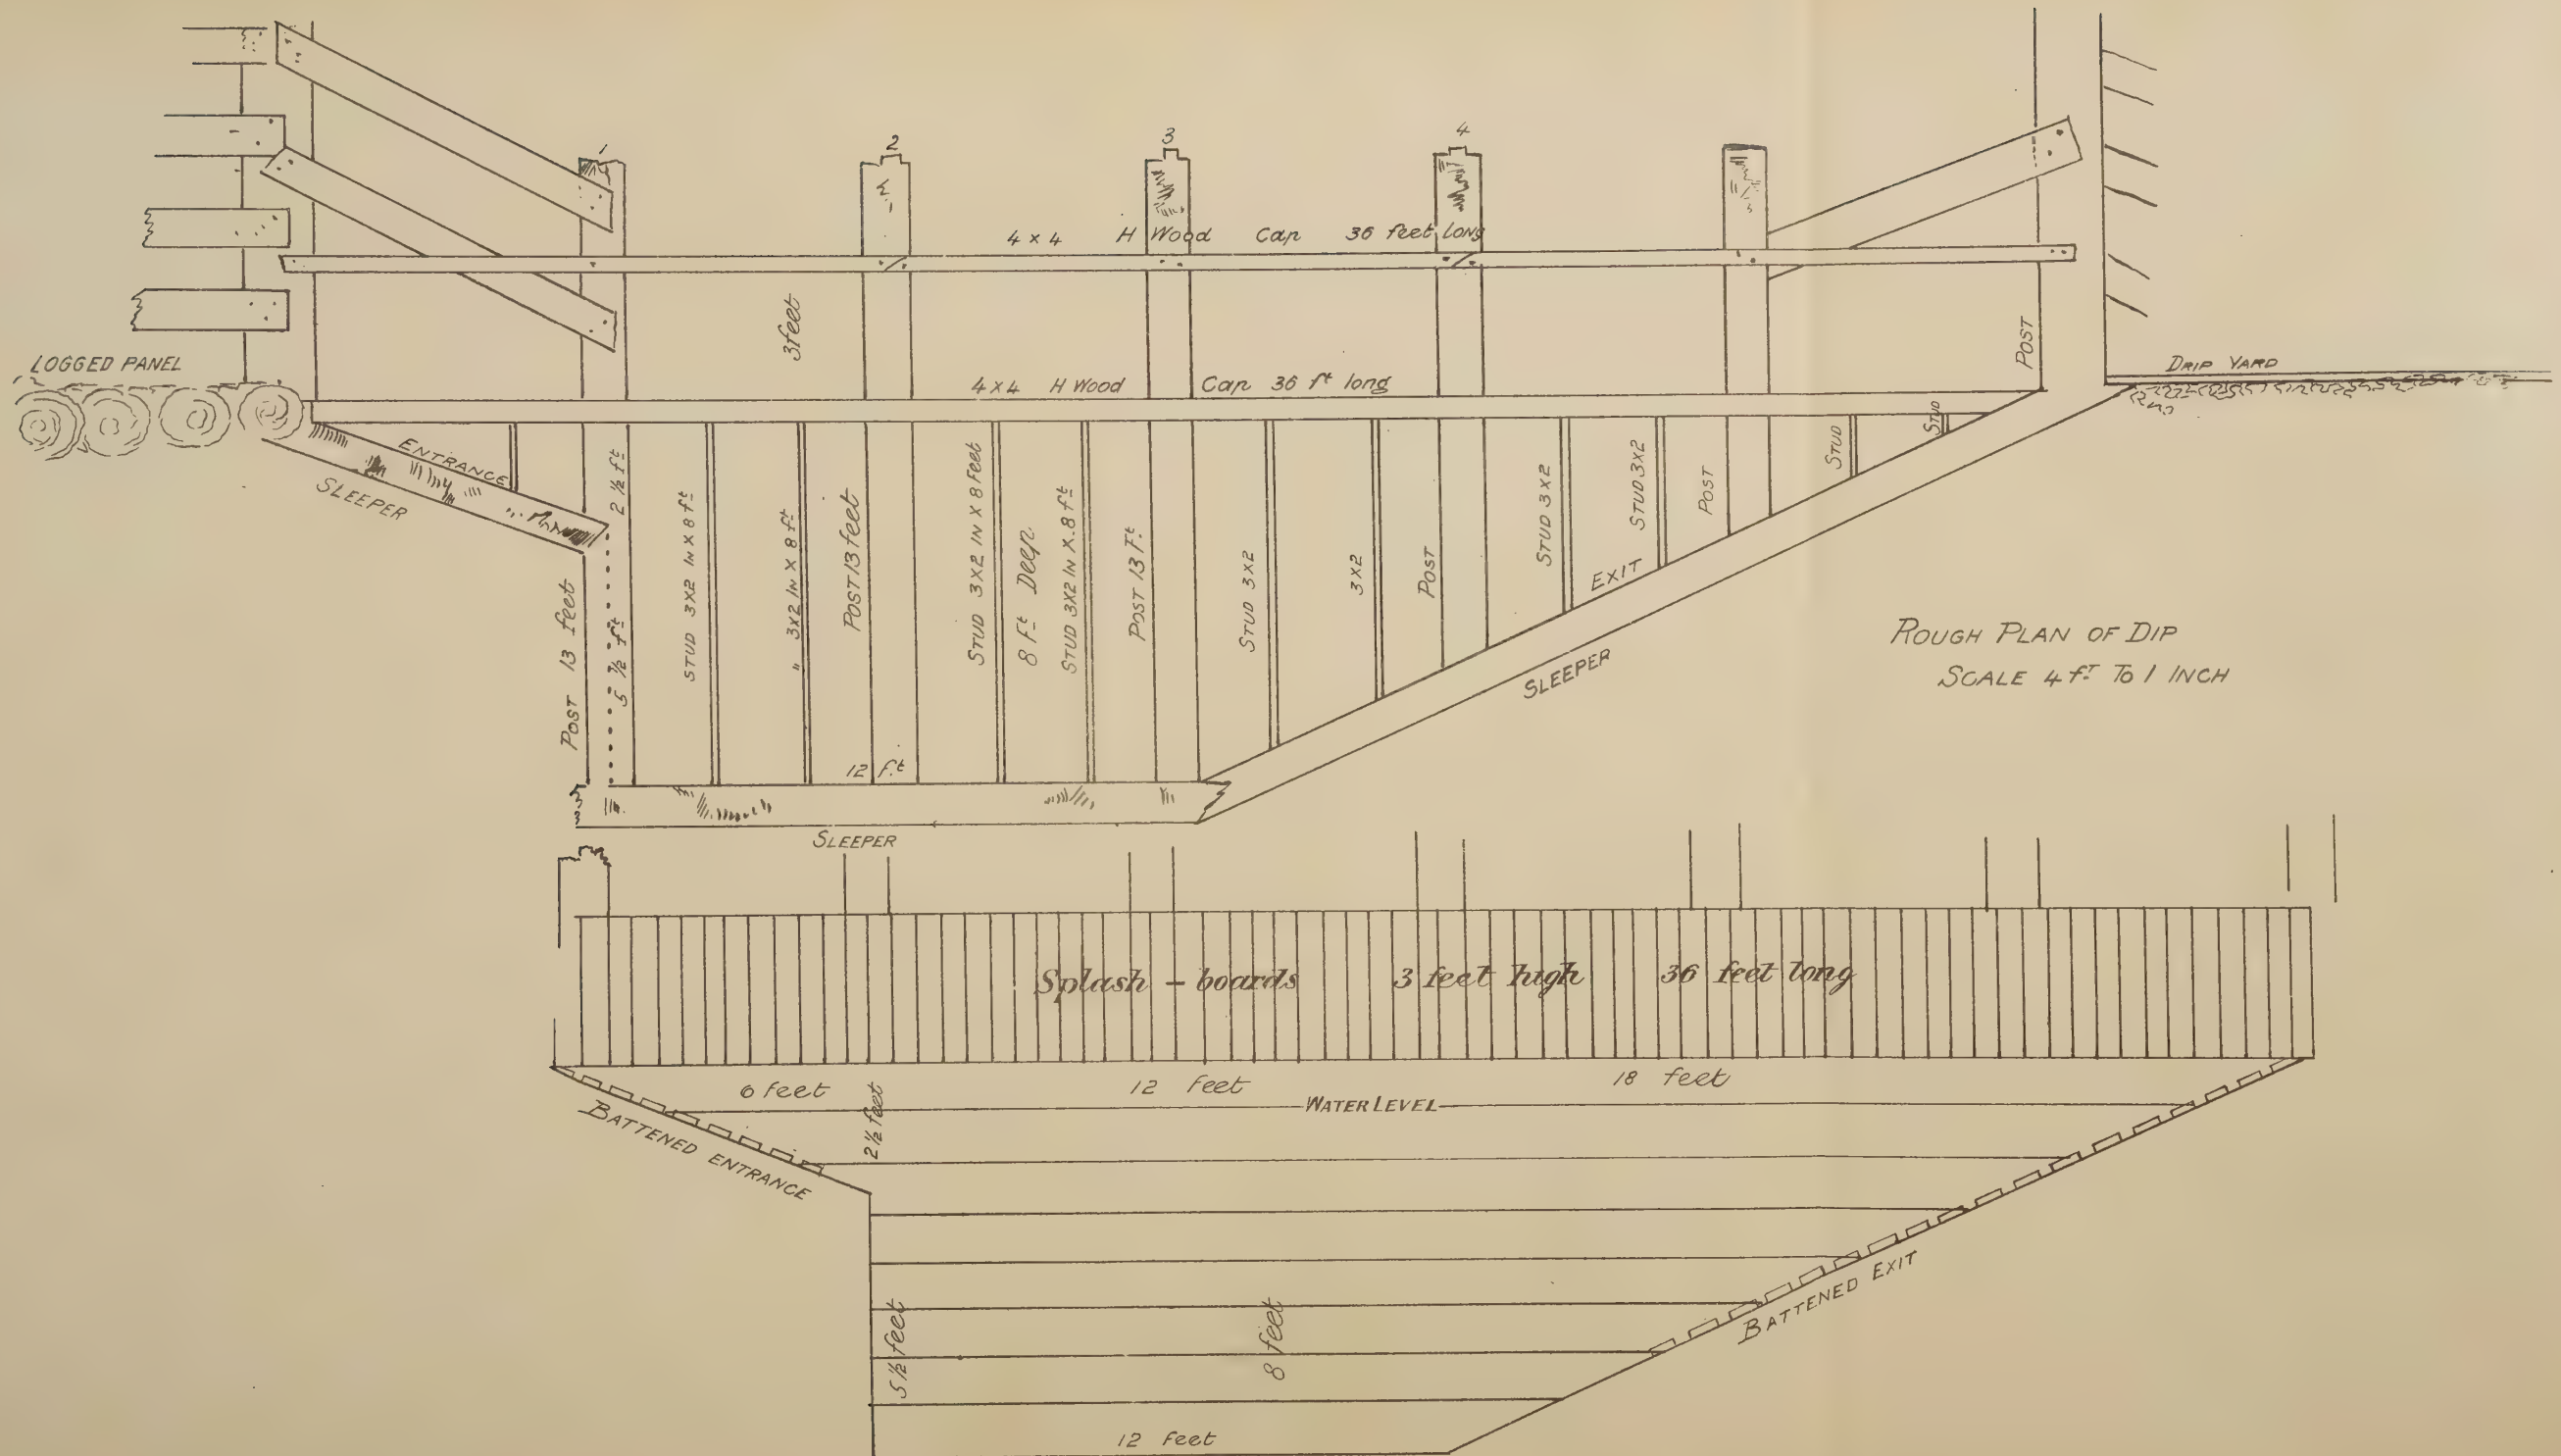 1
2
3
4
4 x 4 H Wood Cap 36 feet long
3 feet
LOGGED PANEL
POST
DRIP YARD
4 x 4 H Wood Cap 36 ft long
ENTRANCE
SLEEPER
POST 13 feet
2 ½ ft
5 ½ ft
STUD 3X2 IN X 8 ft
" 3X2 IN X 8 ft
POST 13 feet
STUD 3X2 IN X 8 Feet
8 Ft Deep
STUD 3X2 IN X.8 ft
POST 13 Ft
STUD 3X2
3X2
POST
STUD 3X2
STUD 3X2
POST
STUD
STUD
EXIT
SLEEPER
12 ft
SLEEPER
ROUGH PLAN OF DIP
SCALE 4 fT TO 1 INCH
Splash - boards 3 feet high 36 feet long
6 feet 12 feet 18 feet
WATER LEVEL
BATTENED ENTRANCE
2 ½ feet
5 ½ feet
8 feet
BATTENED EXIT
12 feet